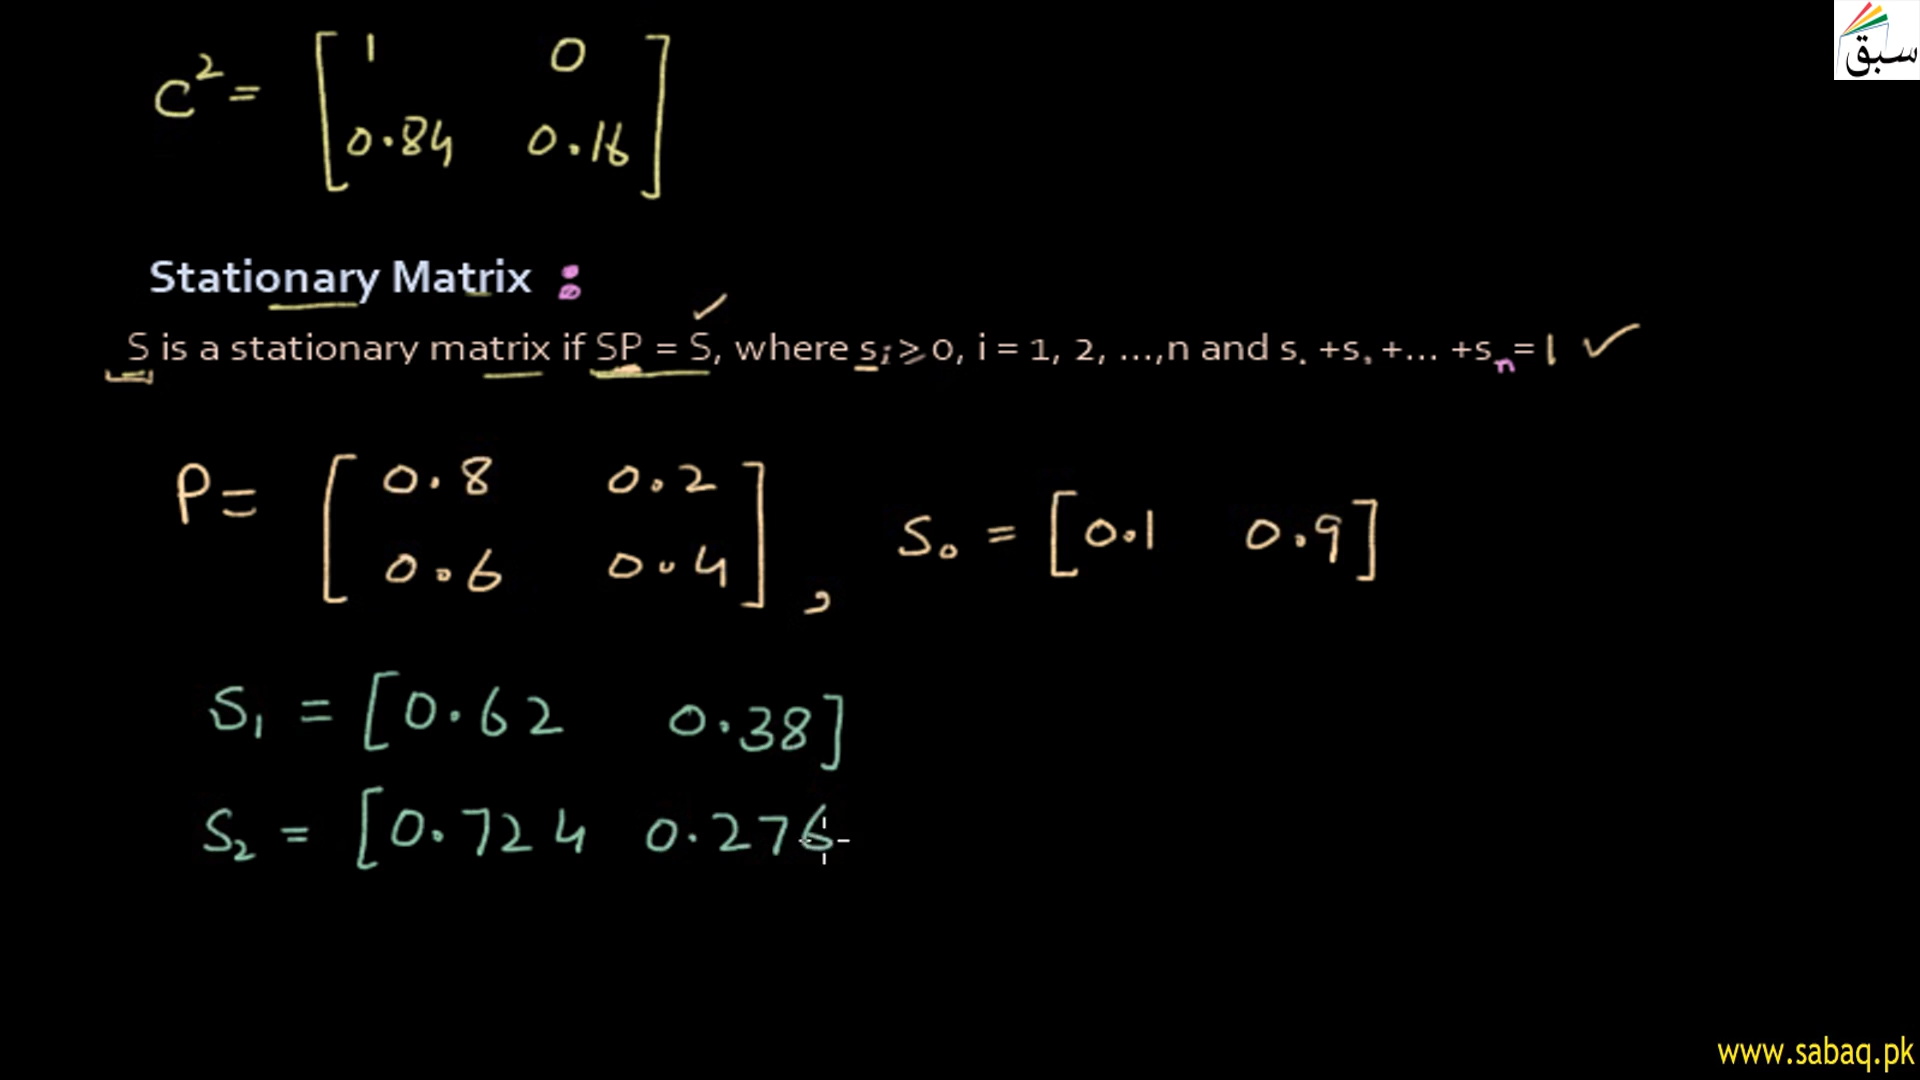 سبق
C² = [ 1 0
0.84 0.16 ]
Stationary Matrix :
S is a stationary matrix if SP = S, where sᵢ ⩾ 0, i = 1, 2, ...,n and s. +s. +... +sₙ= 1 ✓
P = [ 0.8 0.2
0.6 0.4 ] , S₀ = [0.1 0.9]
S₁ = [0.62 0.38]
S₂ = [0.724 0.276
www.sabaq.pk